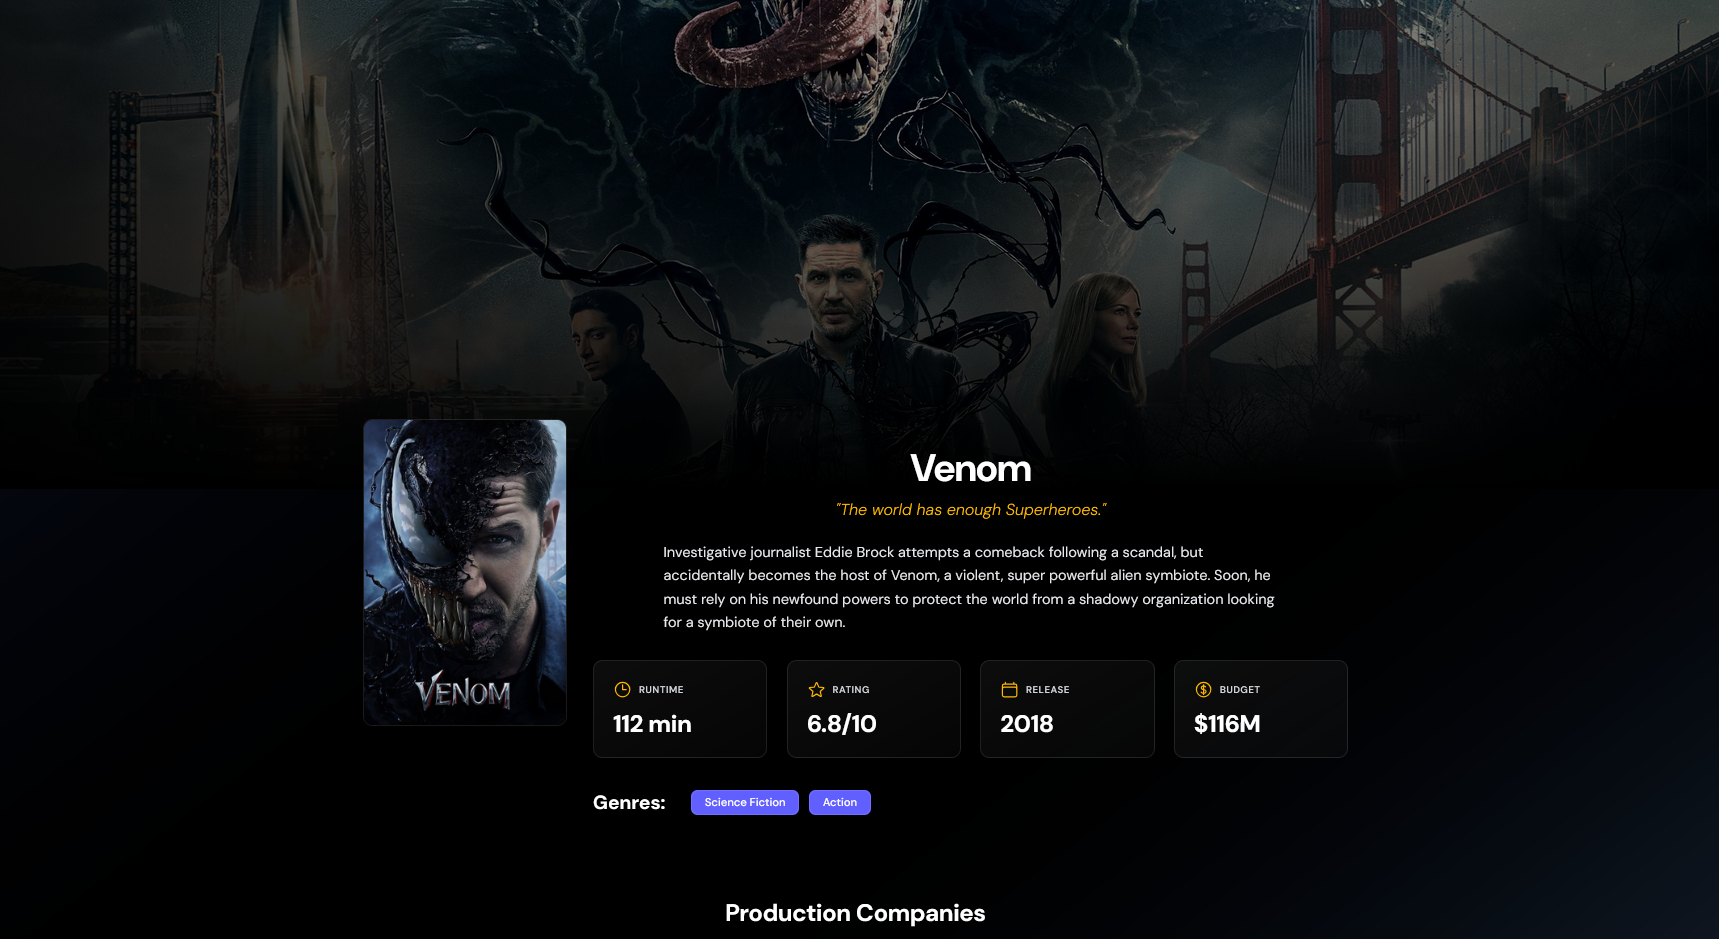 Venom
"The world has enough Superheroes."
Investigative journalist Eddie Brock attempts a comeback following a scandal, but
accidentally becomes the host of Venom, a violent, super powerful alien symbiote. Soon, he
must rely on his newfound powers to protect the world from a shadowy organization looking
for a symbiote of their own.
VENOM
RUNTIME
112 min
RATING
6.8/10
RELEASE
2018
BUDGET
$116M
Genres: Science Fiction Action
Production Companies